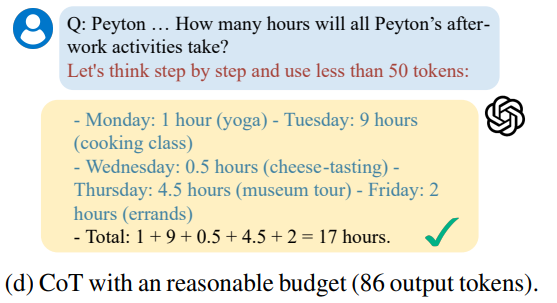 Q: Peyton … How many hours will all Peyton’s after-
work activities take?
Let's think step by step and use less than 50 tokens:
- Monday: 1 hour (yoga) - Tuesday: 9 hours
(cooking class)
- Wednesday: 0.5 hours (cheese-tasting) -
Thursday: 4.5 hours (museum tour) - Friday: 2
hours (errands)
- Total: 1 + 9 + 0.5 + 4.5 + 2 = 17 hours.
(d) CoT with an reasonable budget (86 output tokens).